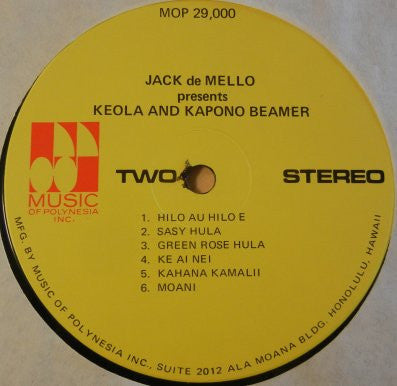 MOP 29,000
JACK de MELLO
presents
KEOLA AND KAPONO BEAMER
MUSIC
OF POLYNESIA
INC.
TWO
STEREO
1. HILO AU HILO E
2. SASY HULA
3. GREEN ROSE HULA
4. KE AI NEI
5. KAHANA KAMALII
6. MOANI
MFG. BY MUSIC OF POLYNESIA INC., SUITE 2012 ALA MOANA BLDG. HONOLULU, HAWAII